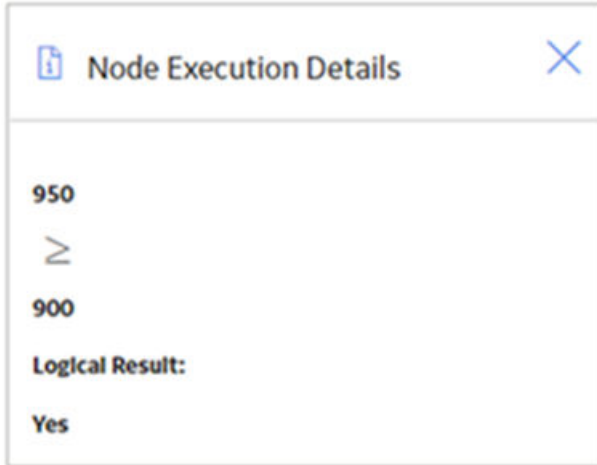 Node Execution Details
950
≥
900
Logical Result:
Yes